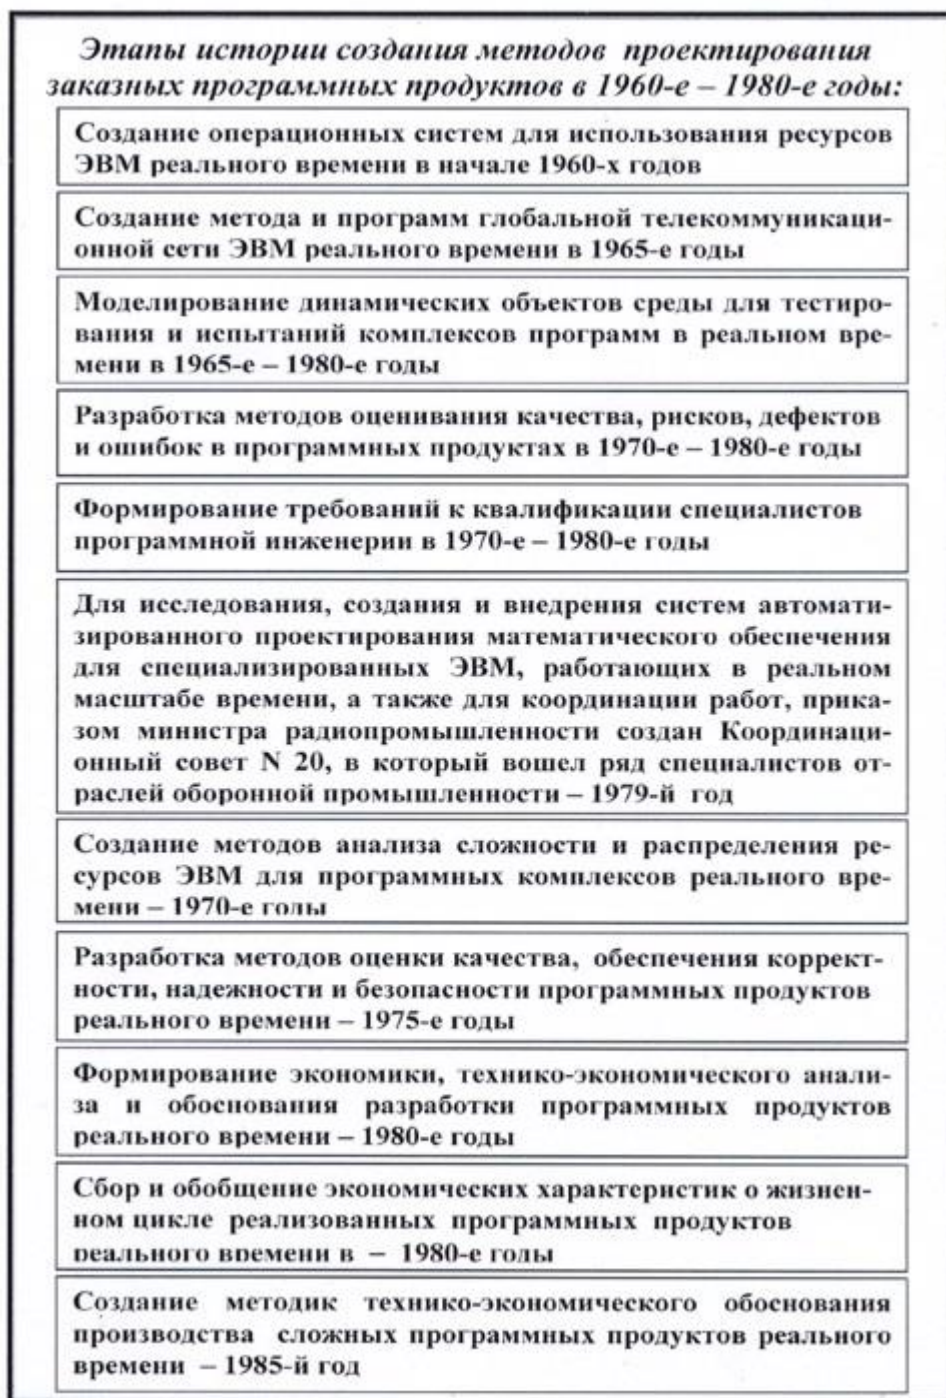 Этапы истории создания методов проектирования
заказных программных продуктов в 1960-е – 1980-е годы:
Создание операционных систем для использования ресурсов
ЭВМ реального времени в начале 1960-х годов
Создание метода и программ глобальной телекоммуникаци-
онной сети ЭВМ реального времени в 1965-е годы
Моделирование динамических объектов среды для тестиро-
вания и испытаний комплексов программ в реальном вре-
мени в 1965-е – 1980-е годы
Разработка методов оценивания качества, рисков, дефектов
и ошибок в программных продуктах в 1970-е – 1980-е годы
Формирование требований к квалификации специалистов
программной инженерии в 1970-е – 1980-е годы
Для исследования, создания и внедрения систем автомати-
зированного проектирования математического обеспечения
для специализированных ЭВМ, работающих в реальном
масштабе времени, а также для координации работ, прика-
зом министра радиопромышленности создан Координаци-
онный совет N 20, в который вошел ряд специалистов от-
раслей оборонной промышленности – 1979-й год
Создание методов анализа сложности и распределения ре-
сурсов ЭВМ для программных комплексов реального вре-
мени – 1970-е годы
Разработка методов оценки качества, обеспечения коррект-
ности, надежности и безопасности программных продуктов
реального времени – 1975-е годы
Формирование экономики, технико-экономического анали-
за и обоснования разработки программных продуктов
реального времени – 1980-е годы
Сбор и обобщение экономических характеристик о жизнен-
ном цикле реализованных программных продуктов
реального времени в – 1980-е годы
Создание методик технико-экономического обоснования
производства сложных программных продуктов реального
времени – 1985-й год